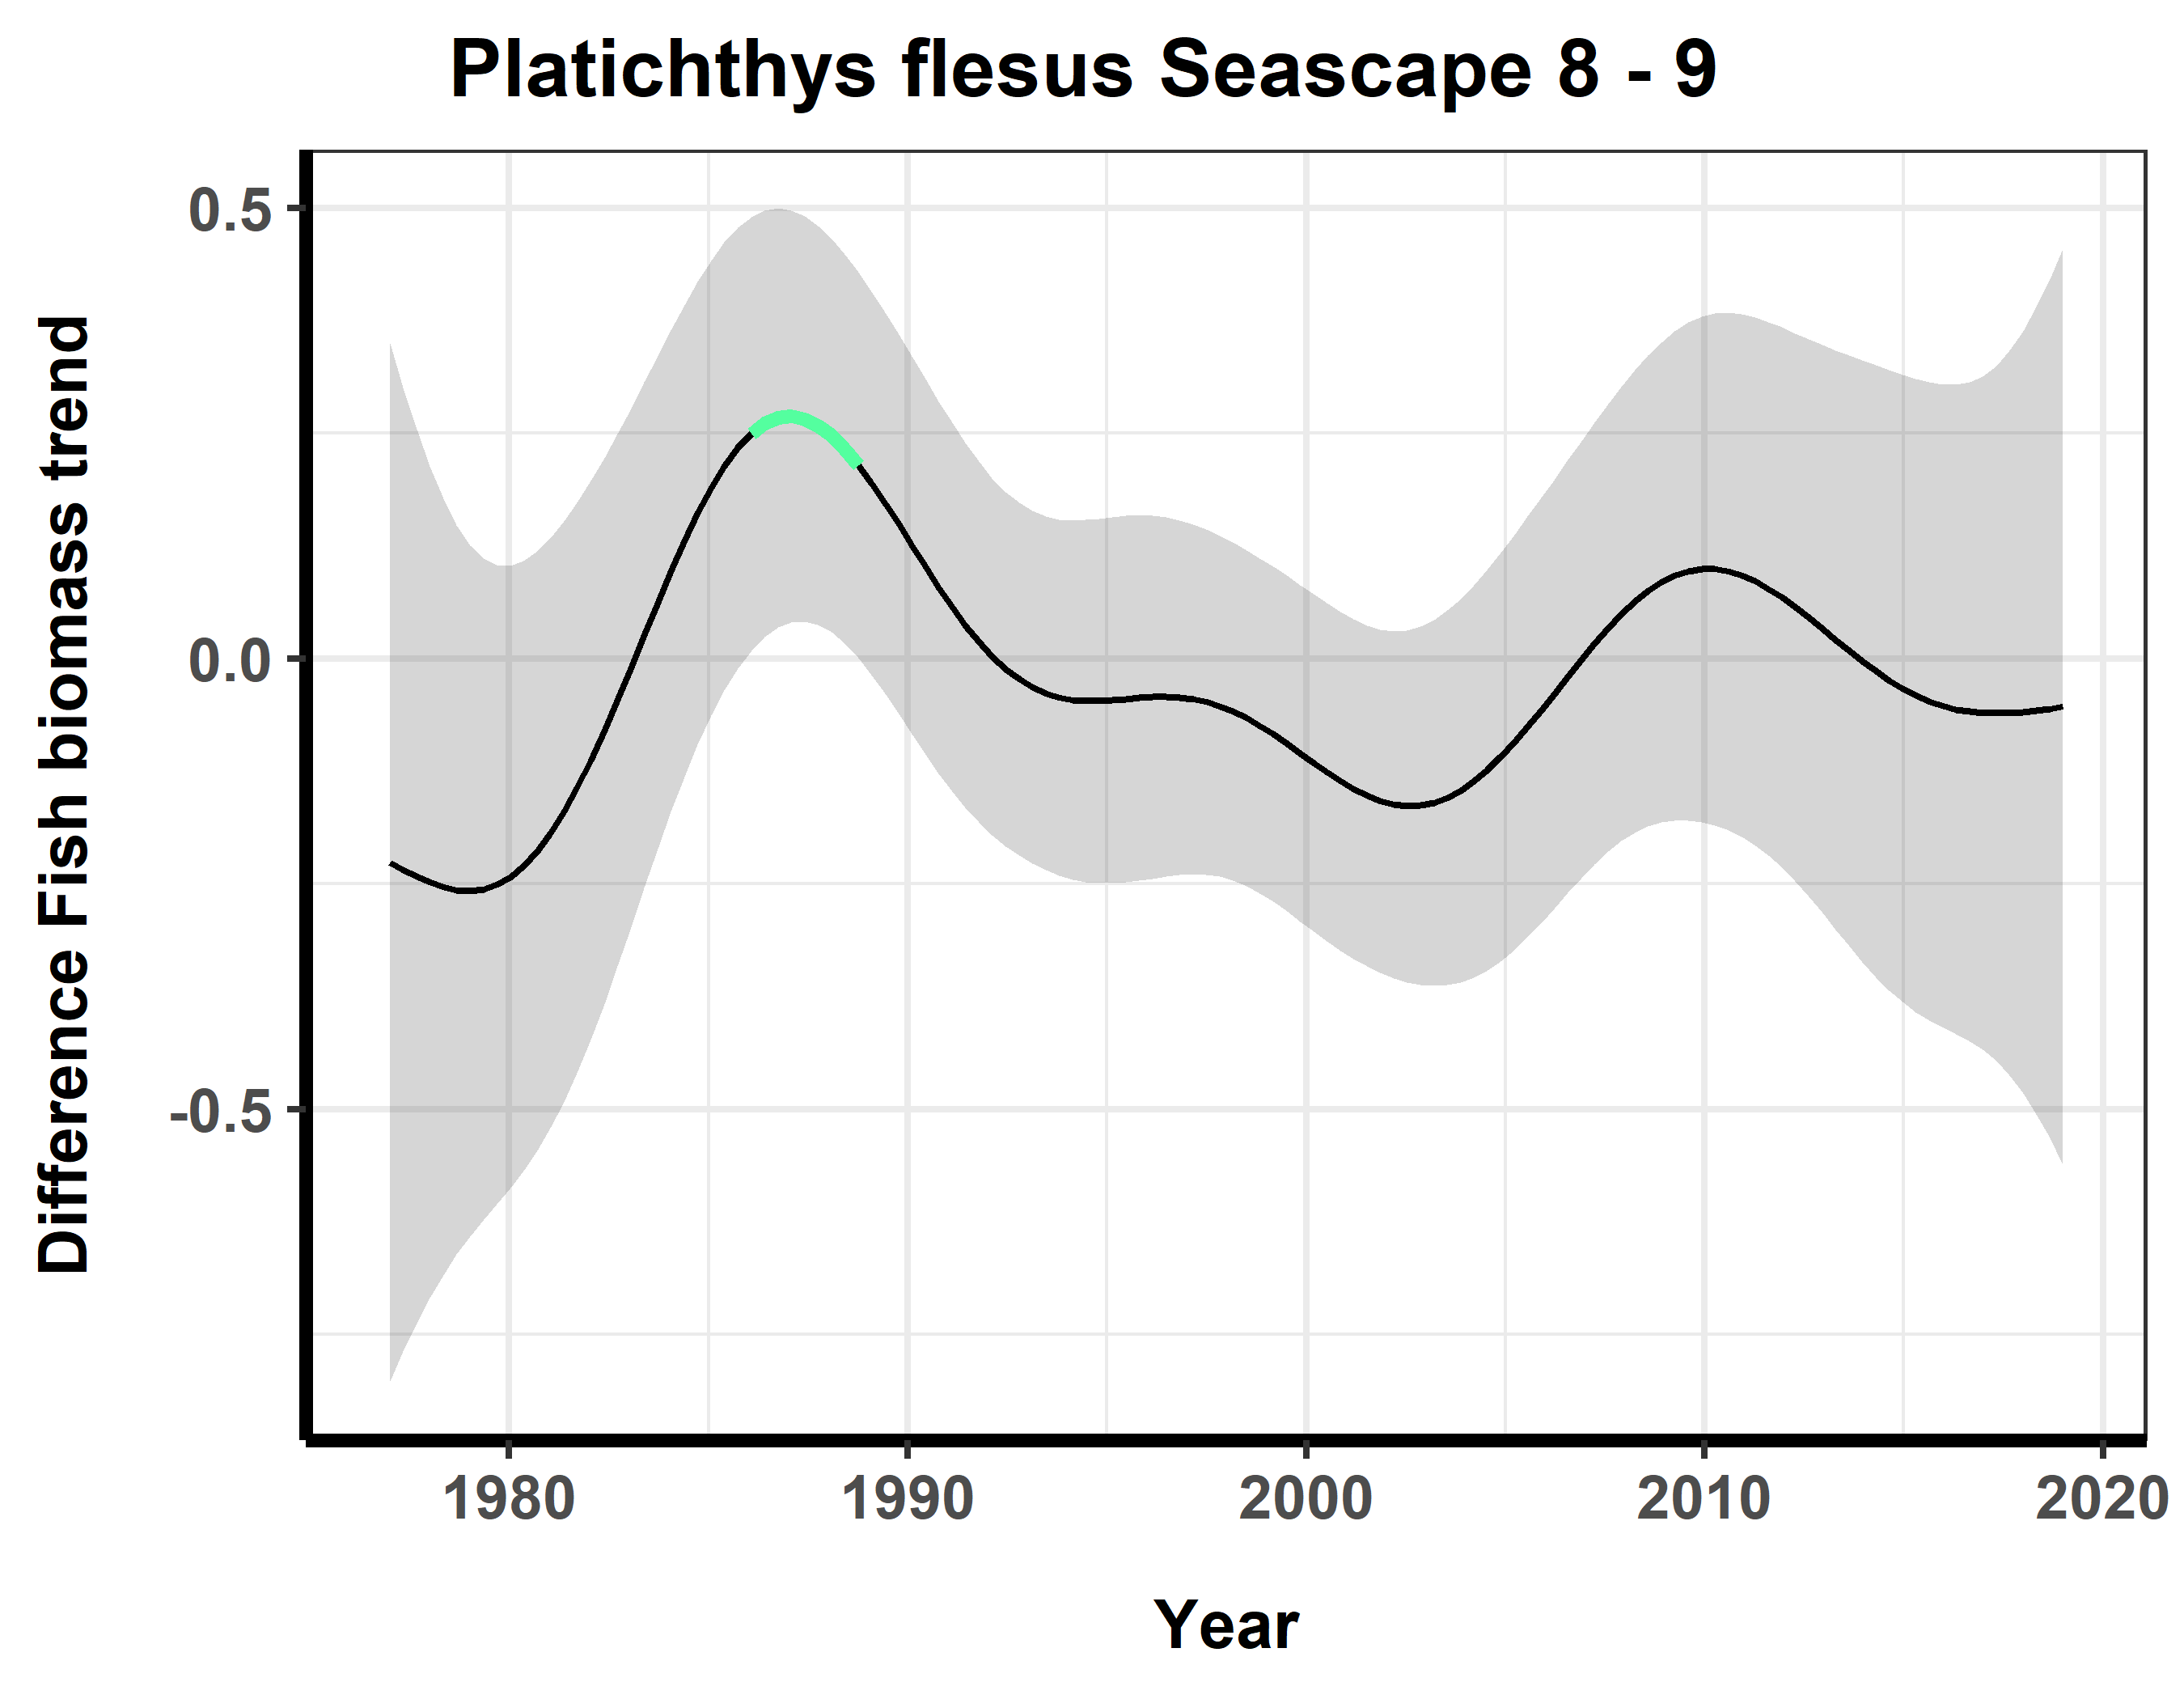 Platichthys flesus Seascape 8 - 9
Difference Fish biomass trend
0.5
0.0
-0.5
1980 1990 2000 2010 2020
Year